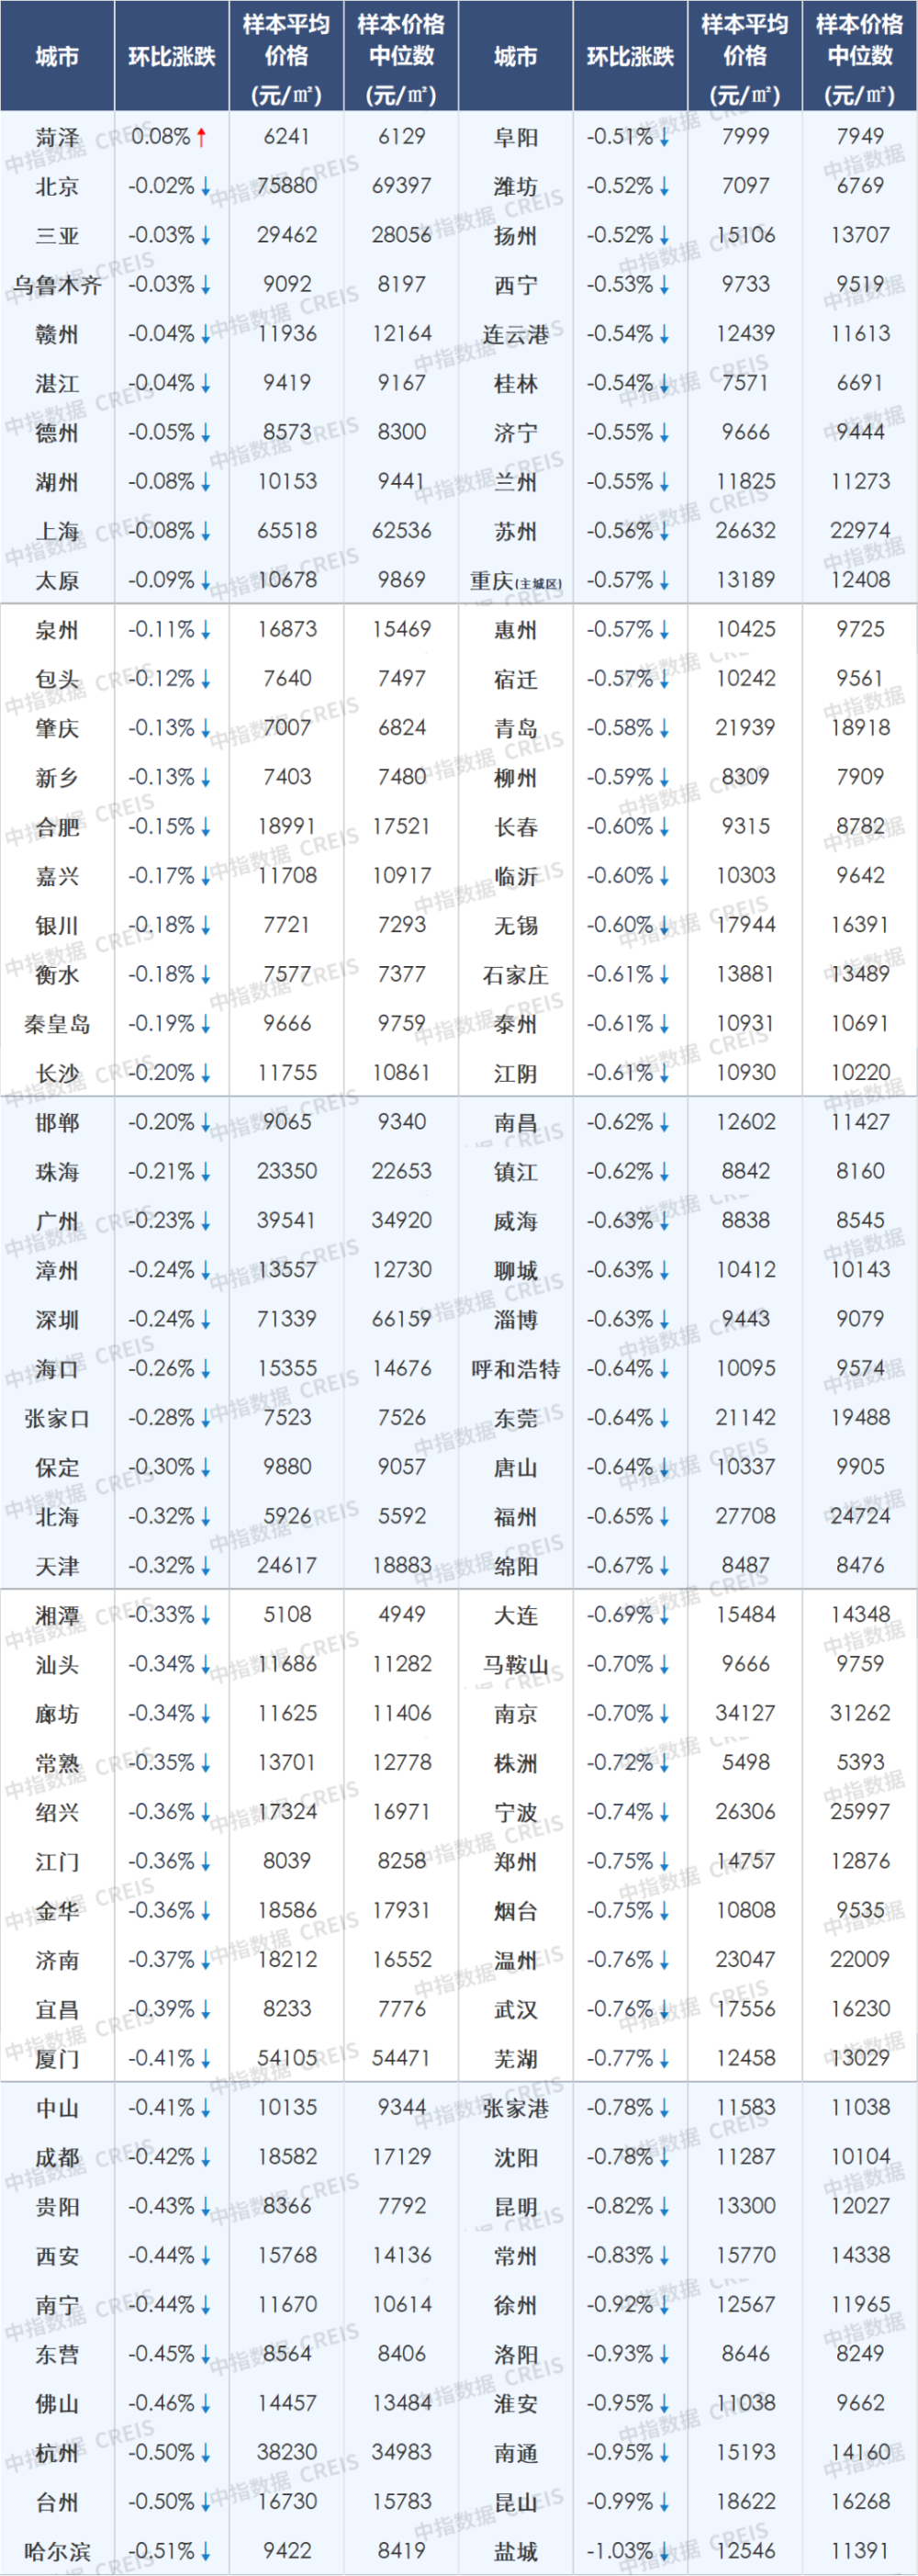 城市 环比涨跌 样本平均价格(元/㎡) 样本价格中位数(元/㎡) 城市 环比涨跌 样本平均价格(元/㎡) 样本价格中位数(元/㎡)
菏泽 0.08%↑ 6241 6129 阜阳 -0.51%↓ 7999 7949
北京 -0.02%↓ 75880 69397 潍坊 -0.52%↓ 7097 6769
三亚 -0.03%↓ 29462 28056 扬州 -0.52%↓ 15106 13707
乌鲁木齐 -0.03%↓ 9092 8197 西宁 -0.53%↓ 9733 9519
赣州 -0.04%↓ 11936 12164 连云港 -0.54%↓ 12439 11613
湛江 -0.04%↓ 9419 9167 桂林 -0.54%↓ 7571 6691
德州 -0.05%↓ 8573 8300 济宁 -0.55%↓ 9666 9444
湖州 -0.08%↓ 10153 9441 兰州 -0.55%↓ 11825 11273
上海 -0.08%↓ 65518 62536 苏州 -0.56%↓ 26632 22974
太原 -0.09%↓ 10678 9869 重庆(主城区) -0.57%↓ 13189 12408
泉州 -0.11%↓ 16873 15469 惠州 -0.57%↓ 10425 9725
包头 -0.12%↓ 7640 7497 宿迁 -0.57%↓ 10242 9561
肇庆 -0.13%↓ 7007 6824 青岛 -0.58%↓ 21939 18918
新乡 -0.13%↓ 7403 7480 柳州 -0.59%↓ 8309 7909
合肥 -0.15%↓ 18991 17521 长春 -0.60%↓ 9315 8782
嘉兴 -0.17%↓ 11708 10917 临沂 -0.60%↓ 10303 9642
银川 -0.18%↓ 7721 7293 无锡 -0.60%↓ 17944 16391
衡水 -0.18%↓ 7577 7377 石家庄 -0.61%↓ 13881 13489
秦皇岛 -0.19%↓ 9666 9759 泰州 -0.61%↓ 10931 10691
长沙 -0.20%↓ 11755 10861 江阴 -0.61%↓ 10930 10220
邯郸 -0.20%↓ 9065 9340 南昌 -0.62%↓ 12602 11427
珠海 -0.21%↓ 23350 22653 镇江 -0.62%↓ 8842 8160
广州 -0.23%↓ 39541 34920 威海 -0.63%↓ 8838 8545
漳州 -0.24%↓ 13557 12730 聊城 -0.63%↓ 10412 10143
深圳 -0.24%↓ 71339 66159 淄博 -0.63%↓ 9443 9079
海口 -0.26%↓ 15355 14676 呼和浩特 -0.64%↓ 10095 9574
张家口 -0.28%↓ 7523 7526 东莞 -0.64%↓ 21142 19488
保定 -0.30%↓ 9880 9057 唐山 -0.64%↓ 10337 9905
北海 -0.32%↓ 5926 5592 福州 -0.65%↓ 27708 24724
天津 -0.32%↓ 24617 18883 绵阳 -0.67%↓ 8487 8476
湘潭 -0.33%↓ 5108 4949 大连 -0.69%↓ 15484 14348
汕头 -0.34%↓ 11686 11282 马鞍山 -0.70%↓ 9666 9759
廊坊 -0.34%↓ 11625 11406 南京 -0.70%↓ 34127 31262
常熟 -0.35%↓ 13701 12778 株洲 -0.72%↓ 5498 5393
绍兴 -0.36%↓ 17324 16971 宁波 -0.74%↓ 26306 25997
江门 -0.36%↓ 8039 8258 郑州 -0.75%↓ 14757 12876
金华 -0.36%↓ 18586 17931 烟台 -0.75%↓ 10808 9535
济南 -0.37%↓ 18212 16552 温州 -0.76%↓ 23047 22009
宜昌 -0.39%↓ 8233 7776 武汉 -0.76%↓ 17556 16230
厦门 -0.41%↓ 54105 54471 芜湖 -0.77%↓ 12458 13029
中山 -0.41%↓ 10135 9344 张家港 -0.78%↓ 11583 11038
成都 -0.42%↓ 18582 17129 沈阳 -0.78%↓ 11287 10104
贵阳 -0.43%↓ 8366 7792 昆明 -0.82%↓ 13300 12027
西安 -0.44%↓ 15768 14136 常州 -0.83%↓ 15770 14338
南宁 -0.44%↓ 11670 10614 徐州 -0.92%↓ 12567 11965
东营 -0.45%↓ 8564 8406 洛阳 -0.93%↓ 8646 8249
佛山 -0.46%↓ 14457 13484 淮安 -0.95%↓ 11038 9662
杭州 -0.50%↓ 38230 34983 南通 -0.95%↓ 15193 14160
台州 -0.50%↓ 16730 15783 昆山 -0.99%↓ 18622 16268
哈尔滨 -0.51%↓ 9422 8419 盐城 -1.03%↓ 12546 11391
中指数据 CREIS